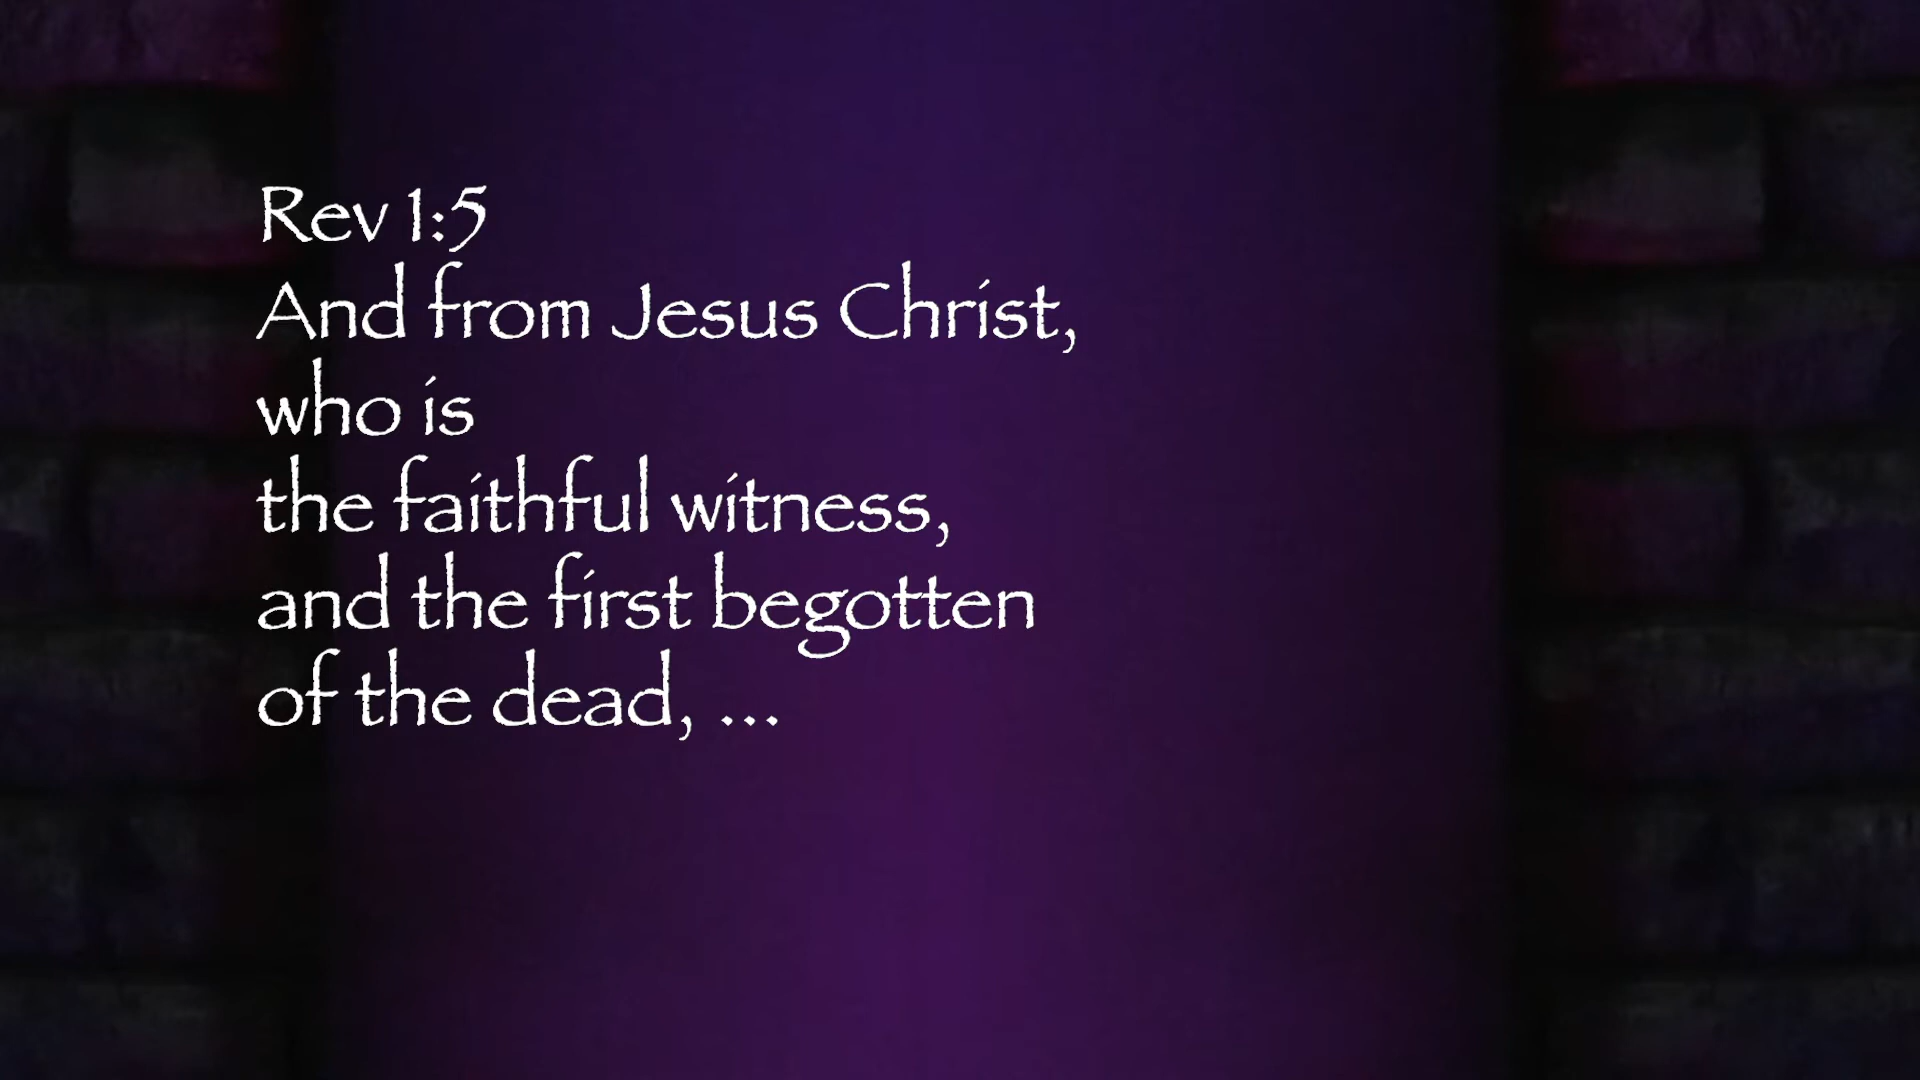 Rev 1:5
And from Jesus Christ,
who is
the faithful witness,
and the first begotten
of the dead, ...